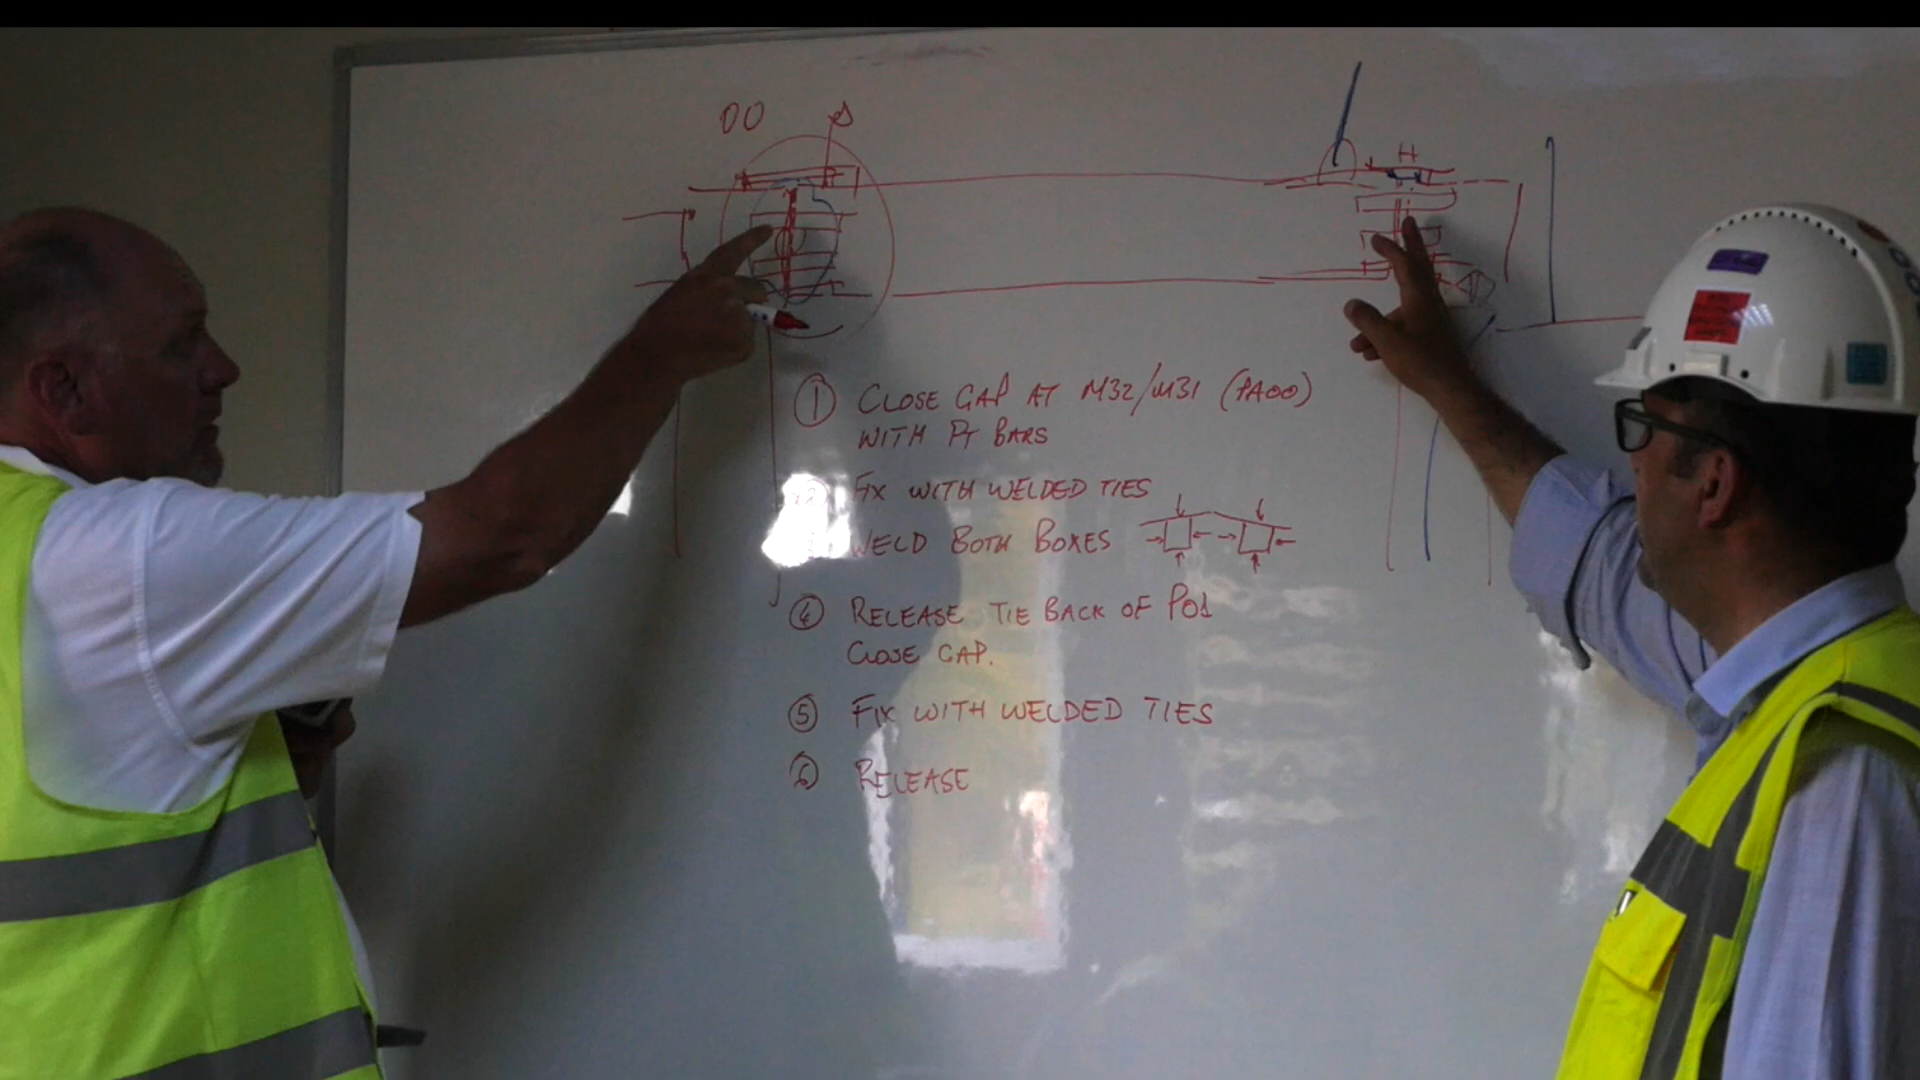 00
H
① CLOSE GAP AT M32/M31 (PA00)
WITH PT BARS
FIX WITH WELDED TIES
WELD BOTH BOXES
④ RELEASE TIE BACK OF P01
CLOSE GAP.
⑤ FIX WITH WELDED TIES
⑥ RELEASE